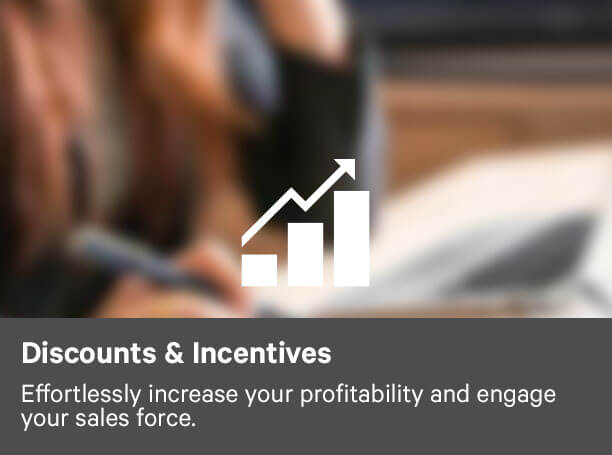 Discounts & Incentives
Effortlessly increase your profitability and engage
your sales force.